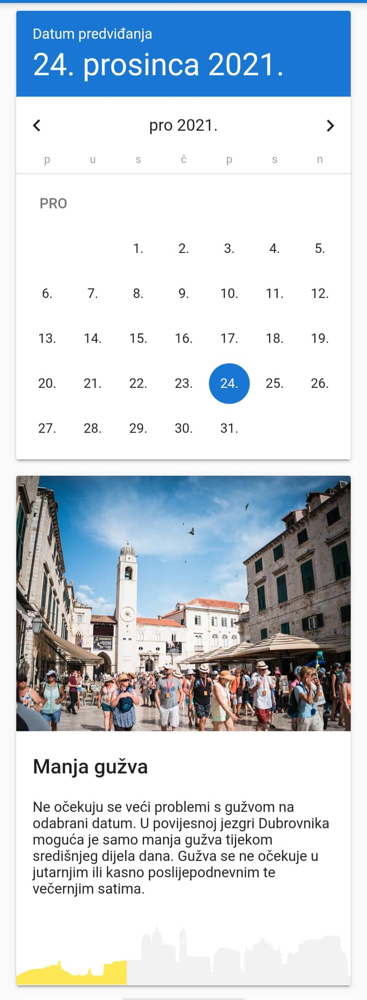 Datum predviđanja
24. prosinca 2021.
pro 2021.
p u s č p s n
PRO
1. 2. 3. 4. 5.
6. 7. 8. 9. 10. 11. 12.
13. 14. 15. 16. 17. 18. 19.
20. 21. 22. 23. 24. 25. 26.
27. 28. 29. 30. 31.
Manja gužva
Ne očekuju se veći problemi s gužvom na
odabrani datum. U povijesnoj jezgri Dubrovnika
moguća je samo manja gužva tijekom
središnjeg dijela dana. Gužva se ne očekuje u
jutarnjim ili kasno poslijepodnevnim te
večernjim satima.